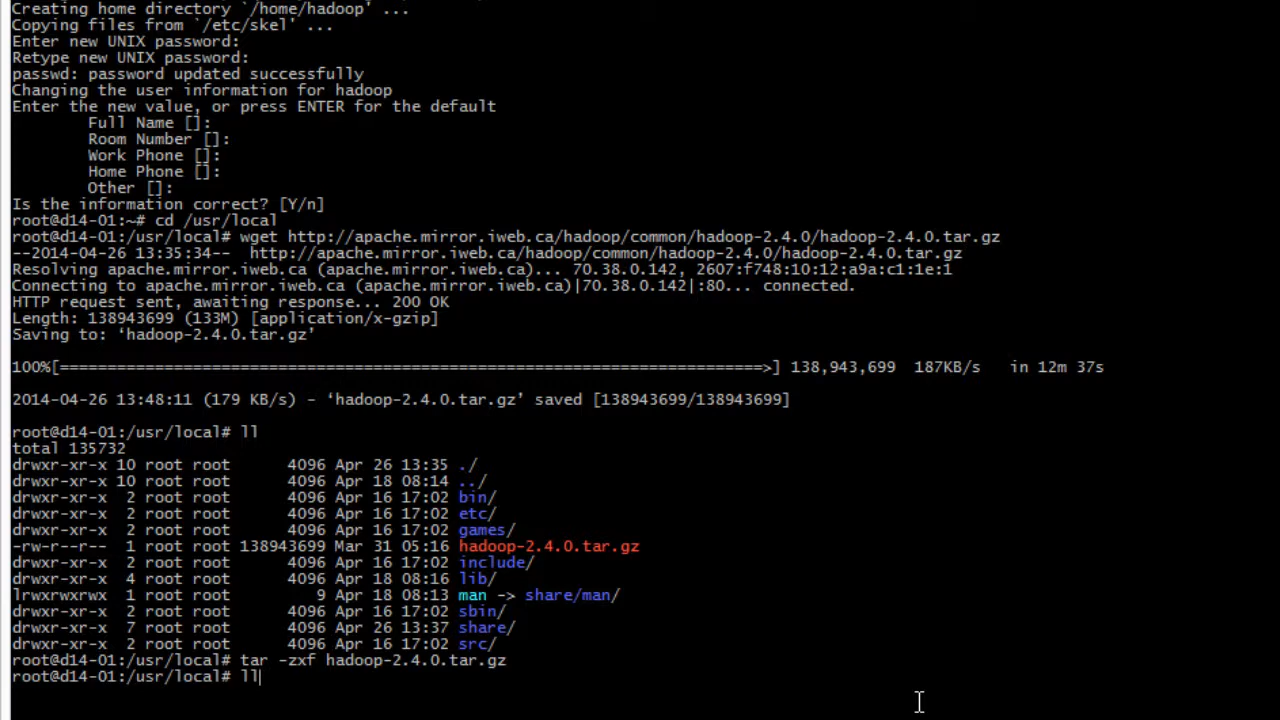 Creating home directory `/home/hadoop' ...
Copying files from `/etc/skel' ...
Enter new UNIX password:
Retype new UNIX password:
passwd: password updated successfully
Changing the user information for hadoop
Enter the new value, or press ENTER for the default
        Full Name []:
        Room Number []:
        Work Phone []:
        Home Phone []:
        Other []:
Is the information correct? [Y/n]
root@d14-01:~# cd /usr/local
root@d14-01:/usr/local# wget http://apache.mirror.iweb.ca/hadoop/common/hadoop-2.4.0/hadoop-2.4.0.tar.gz
--2014-04-26 13:35:34--  http://apache.mirror.iweb.ca/hadoop/common/hadoop-2.4.0/hadoop-2.4.0.tar.gz
Resolving apache.mirror.iweb.ca (apache.mirror.iweb.ca)... 70.38.0.142, 2607:f748:10:12:a9a:c1:1e:1
Connecting to apache.mirror.iweb.ca (apache.mirror.iweb.ca)|70.38.0.142|:80... connected.
HTTP request sent, awaiting response... 200 OK
Length: 138943699 (133M) [application/x-gzip]
Saving to: ‘hadoop-2.4.0.tar.gz’
100%[==========================================================================>] 138,943,699  187KB/s   in 12m 37s
2014-04-26 13:48:11 (179 KB/s) - ‘hadoop-2.4.0.tar.gz’ saved [138943699/138943699]
root@d14-01:/usr/local# ll
total 135732
drwxr-xr-x 10 root root      4096 Apr 26 13:35 ./
drwxr-xr-x 10 root root      4096 Apr 18 08:14 ../
drwxr-xr-x  2 root root      4096 Apr 16 17:02 bin/
drwxr-xr-x  2 root root      4096 Apr 16 17:02 etc/
drwxr-xr-x  2 root root      4096 Apr 16 17:02 games/
-rw-r--r--  1 root root 138943699 Mar 31 05:16 hadoop-2.4.0.tar.gz
drwxr-xr-x  2 root root      4096 Apr 16 17:02 include/
drwxr-xr-x  4 root root      4096 Apr 18 08:16 lib/
lrwxrwxrwx  1 root root         9 Apr 18 08:13 man -> share/man/
drwxr-xr-x  2 root root      4096 Apr 16 17:02 sbin/
drwxr-xr-x  7 root root      4096 Apr 26 13:37 share/
drwxr-xr-x  2 root root      4096 Apr 16 17:02 src/
root@d14-01:/usr/local# tar -zxf hadoop-2.4.0.tar.gz
root@d14-01:/usr/local# ll